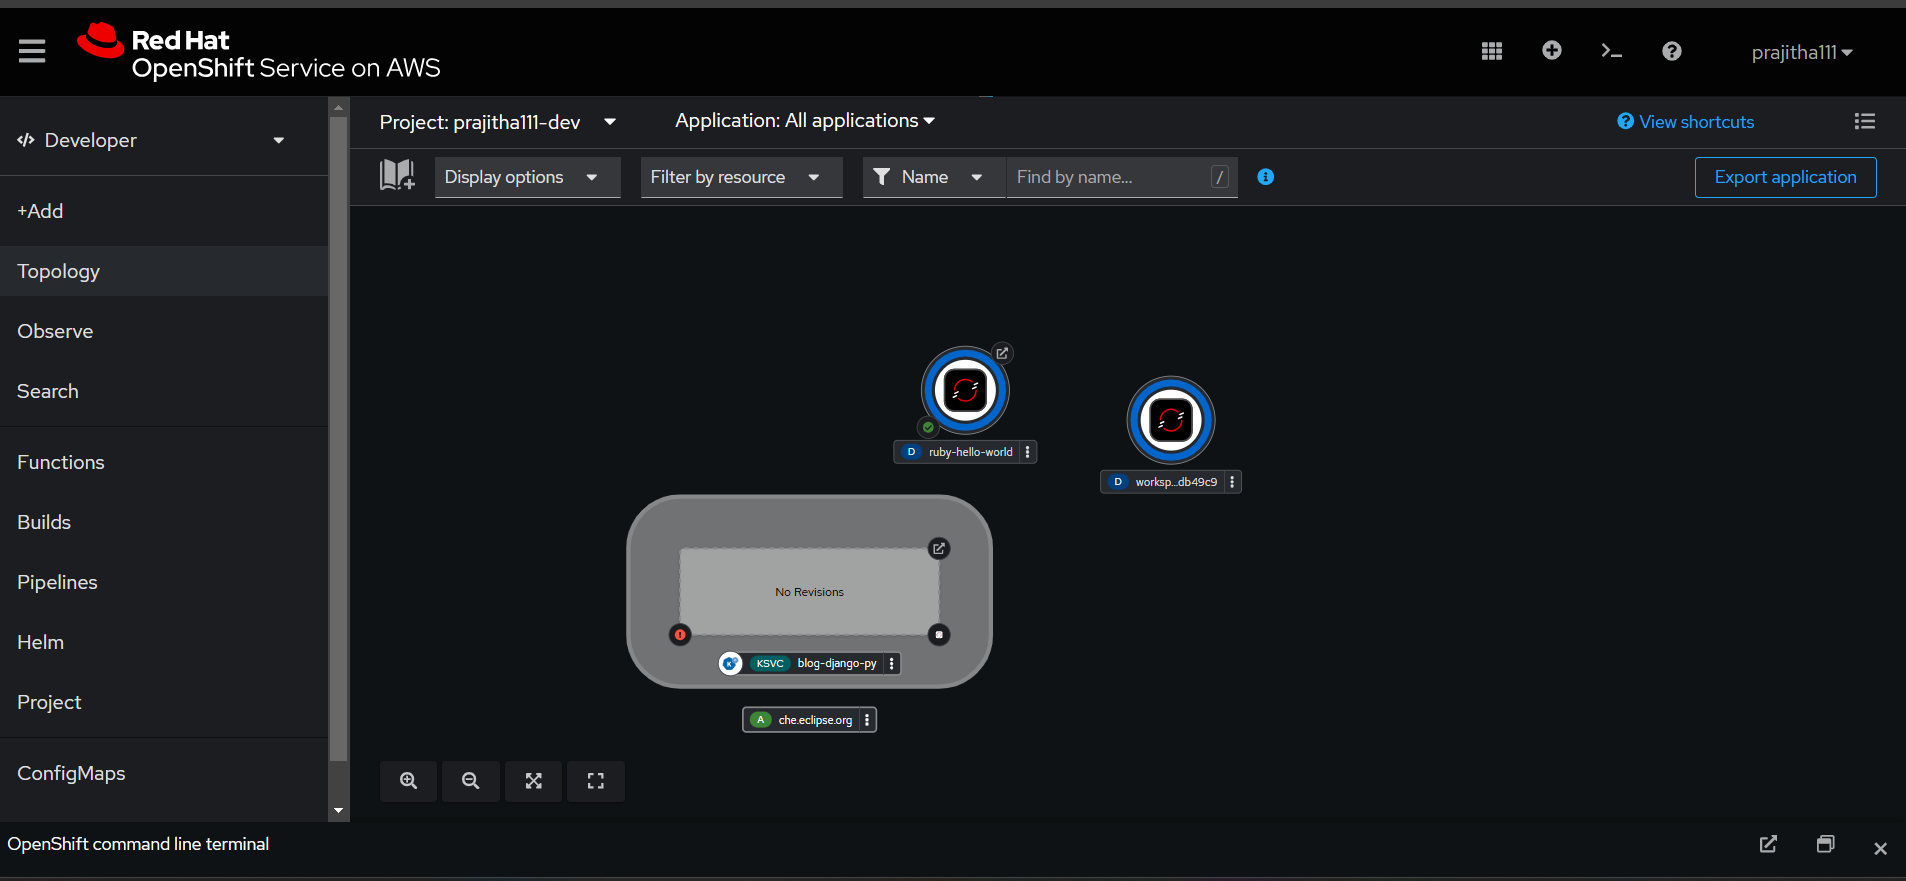 Red Hat
OpenShift Service on AWS
prajitha111
Developer
+Add
Topology
Observe
Search
Functions
Builds
Pipelines
Helm
Project
ConfigMaps
Project: prajitha111-dev
Application: All applications
View shortcuts
Display options
Filter by resource
Name
Find by name...
/
Export application
D ruby-hello-world
D worksp...db49c9
No Revisions
KSVC blog-django-py
A che.eclipse.org
OpenShift command line terminal